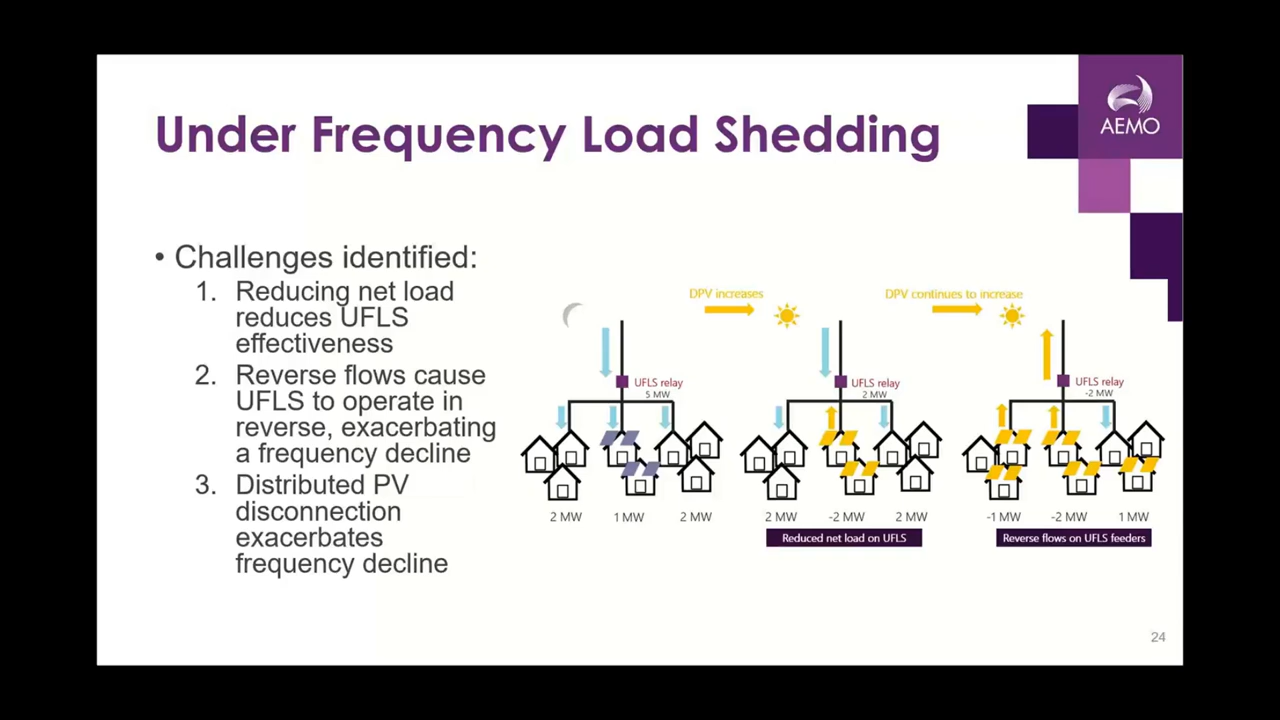 AEMO
Under Frequency Load Shedding
• Challenges identified:
1. Reducing net load
reduces UFLS
effectiveness
2. Reverse flows cause
UFLS to operate in
reverse, exacerbating
a frequency decline
3. Distributed PV
disconnection
exacerbates
frequency decline
DPV increases
DPV continues to increase
UFLS relay
5 MW
UFLS relay
2 MW
UFLS relay
-2 MW
2 MW
1 MW
2 MW
2 MW
-2 MW
2 MW
-1 MW
-2 MW
1 MW
Reduced net load on UFLS
Reverse flows on UFLS feeders
24